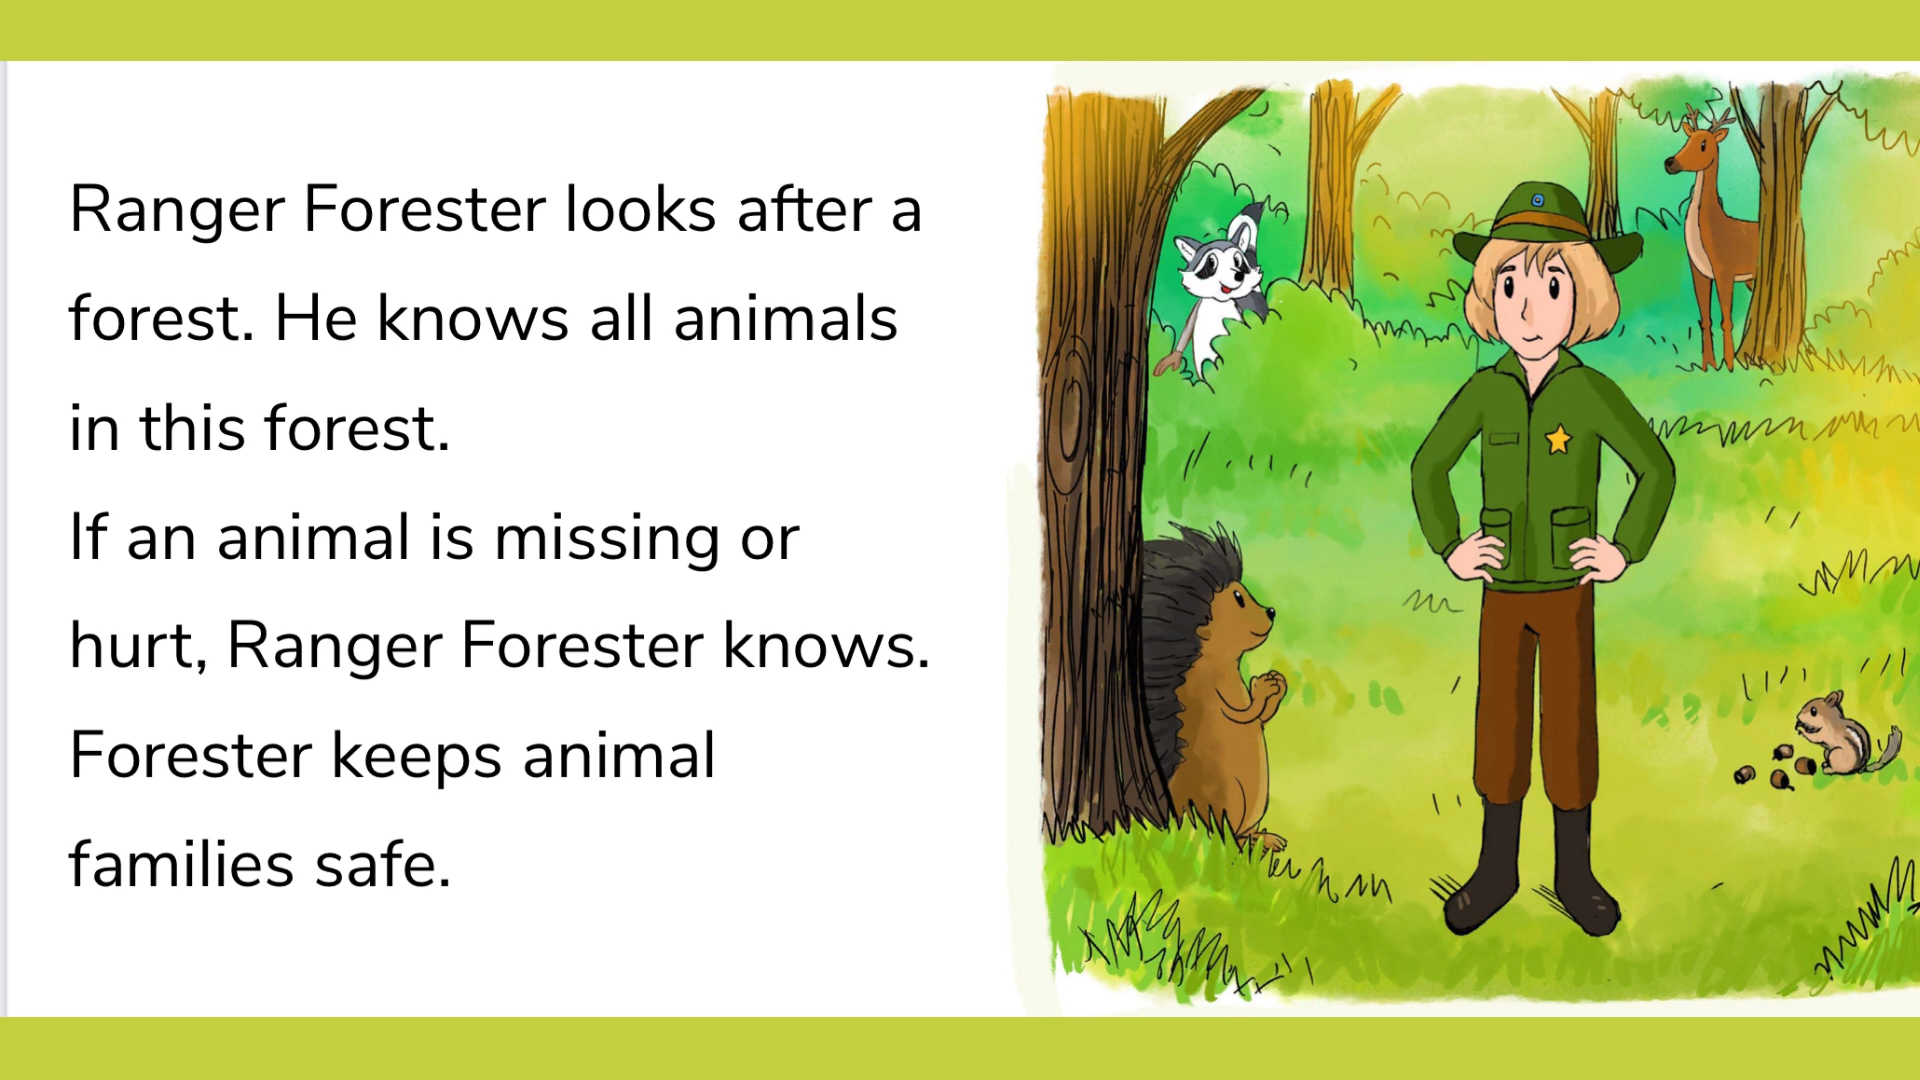 Ranger Forester looks after a
forest. He knows all animals
in this forest.
If an animal is missing or
hurt, Ranger Forester knows.
Forester keeps animal
families safe.